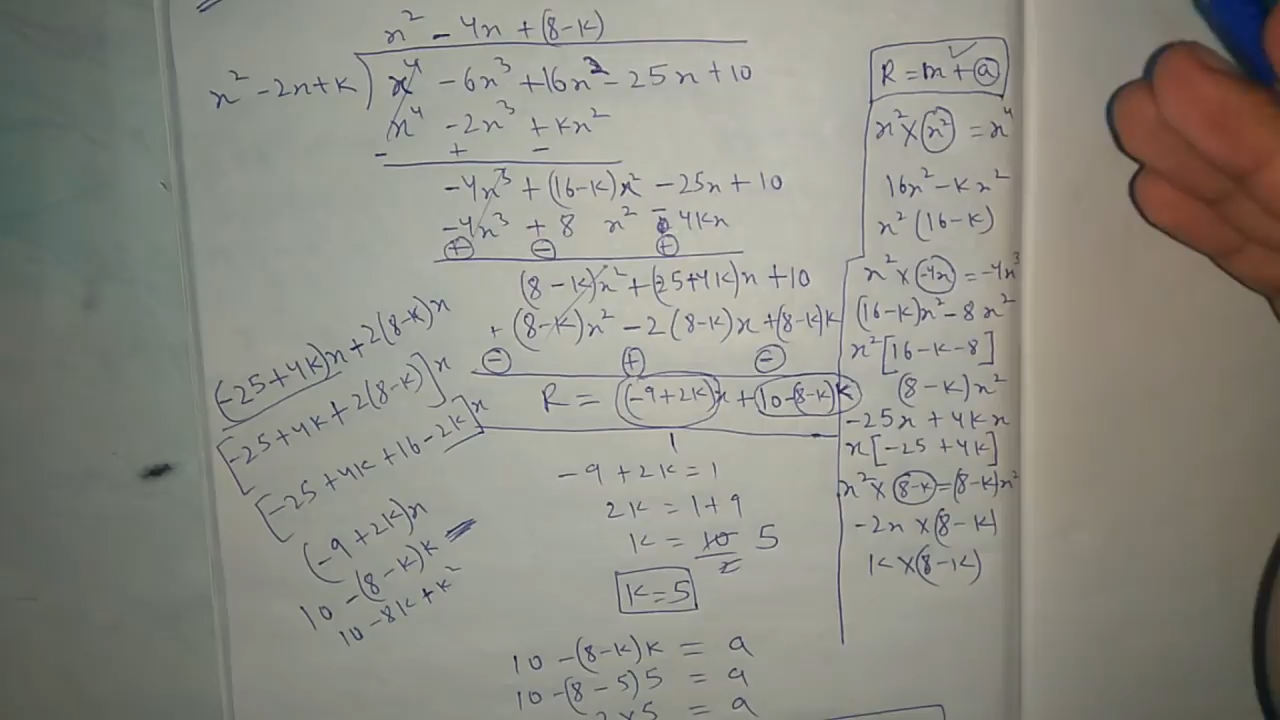 x² - 4x + (8-k)
x² - 2x + k ) x⁴ - 6x³ + 16x² - 25x + 10
x⁴ - 2x³ + kx²
- + -
-4x³ + (16-k)x² - 25x + 10
-4x³ + 8 x² - 4kx
+ - +
(8-k)x² + (25+4k)x + 10
+ (8-k)x² - 2(8-k)x + (8-k)k
- + -
R = (-9+2k)x + 10-(8-k)k
1
-9 + 2k = 1
2k = 1+9
k = 10/2 5
k=5
10-(8-k)k = a
10-(8-5)5 = a
x5 = a
(-25+4k)x + 2(8-k)x
[-25+4k+2(8-k)]x
[-25+4k+16-2k]x
(-9+2k)x
10-(8-k)k
10-8k+k²
R = x + a
x² × x² = x⁴
16x² - kx²
x²(16-k)
x² × -4x = -4x³
(16-k)x² - 8x²
x²[16-k-8]
(8-k)x²
-25x + 4kx
x[-25+4k]
x² × (8-k) = (8-k)x²
-2x × (8-k)
k × (8-k)